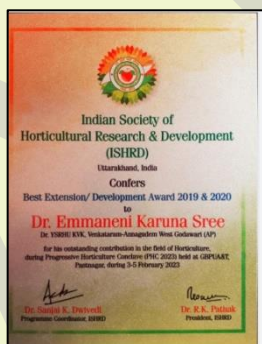 Indian Society of
Horticultural Research & Development
(ISHRD)
Uttarakhand, India
Confers
Best Extension/ Development Award 2019 & 2020
to
Dr. Emmaneni Karuna Sree
Dr. YSRHU KVK, Venkataram-Annagudem West Godawari (AP)
for his outstanding contribution in the field of Horticulture,
during Progressive Horticulture Conclave (PHC 2023) held at GBPUA&T,
Pantnagar, during 3-5 February 2023
Dr. Sanjai K. Dwivedi
Programme Coordinator, ISHRD
Dr. R.K. Pathak
President, ISHRD